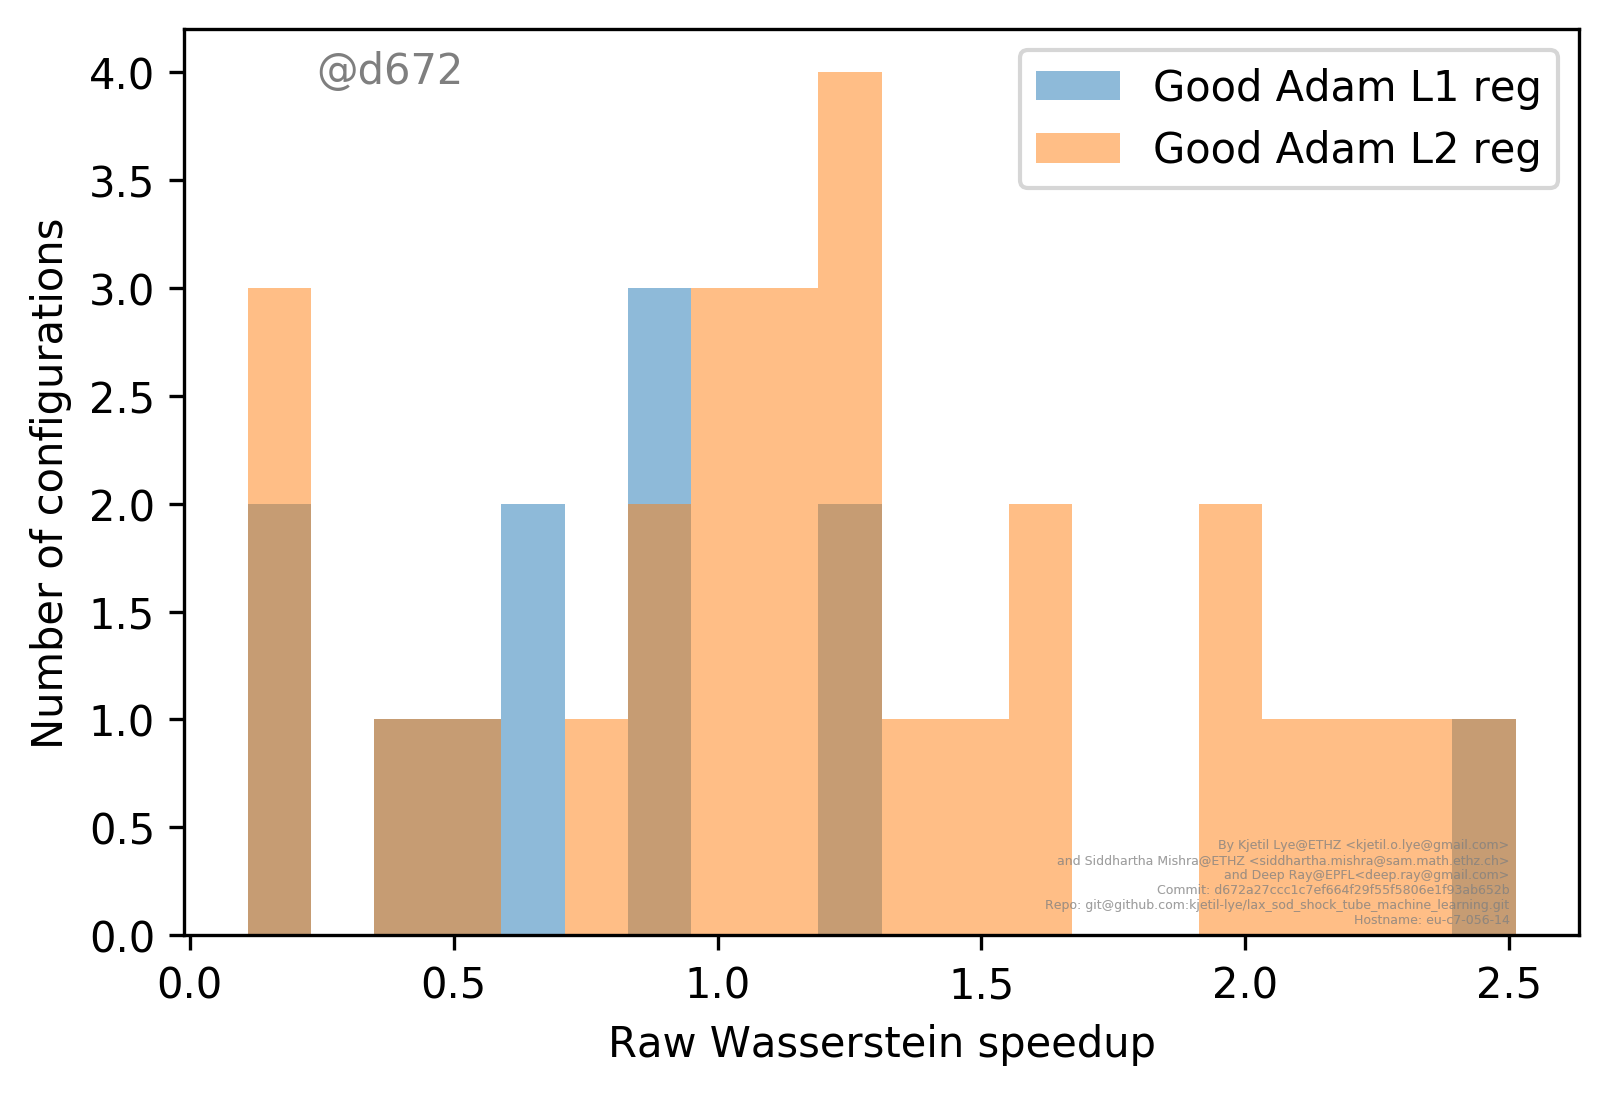 @d672
Good Adam L1 reg
Good Adam L2 reg
4.0
3.5
3.0
2.5
2.0
1.5
1.0
0.5
0.0
Number of configurations
By Kjetil Lye@ETHZ <kjetil.o.lye@gmail.com>
and Siddhartha Mishra@ETHZ <siddhartha.mishra@sam.math.ethz.ch>
and Deep Ray@EPFL<deep.ray@gmail.com>
Commit: d672a27ccc1c7ef664f29f55f5806e1f93ab652b
Repo: git@github.com:kjetil-lye/lax_sod_shock_tube_machine_learning.git
Hostname: eu-c7-056-14
0.0 0.5 1.0 1.5 2.0 2.5
Raw Wasserstein speedup